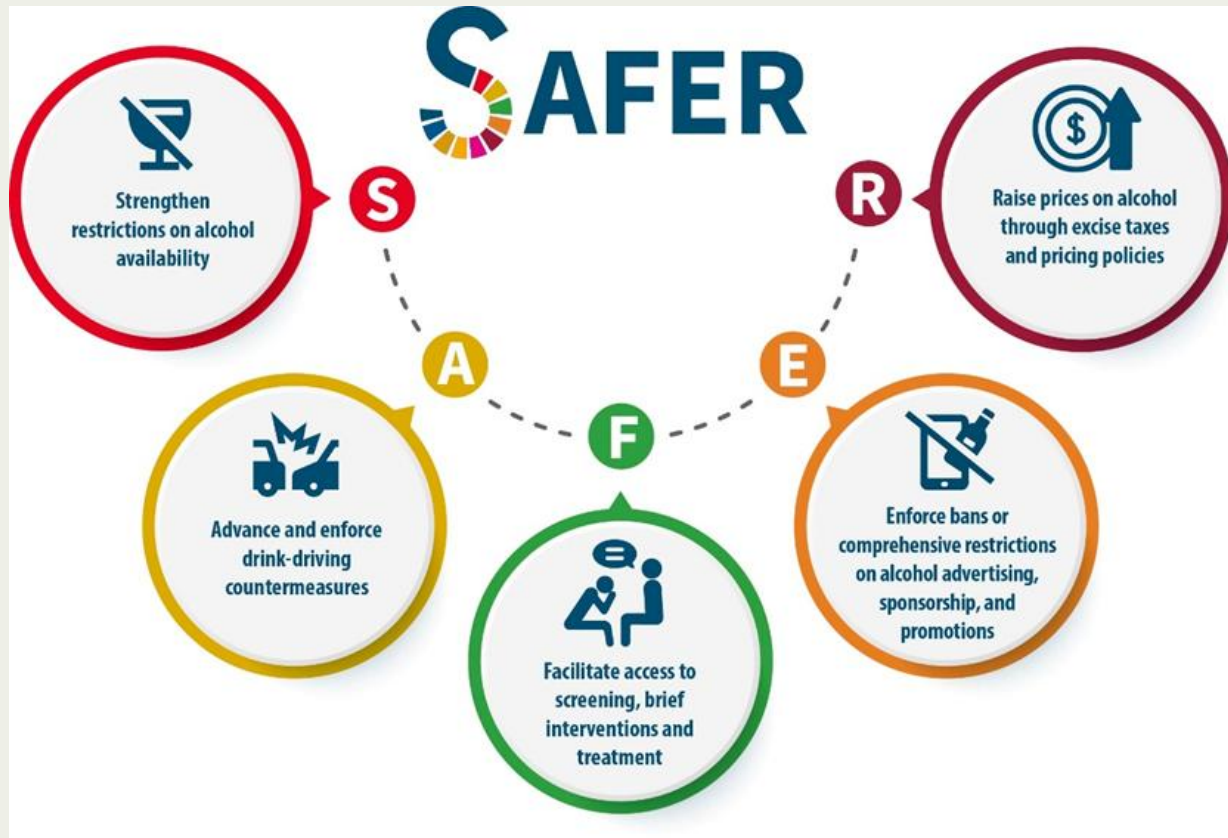 SAFER
S
Strengthen
restrictions on alcohol
availability
A
Advance and enforce
drink-driving
countermeasures
F
Facilitate access to
screening, brief
interventions and
treatment
E
Enforce bans or
comprehensive restrictions
on alcohol advertising,
sponsorship, and
promotions
R
$
Raise prices on alcohol
through excise taxes
and pricing policies